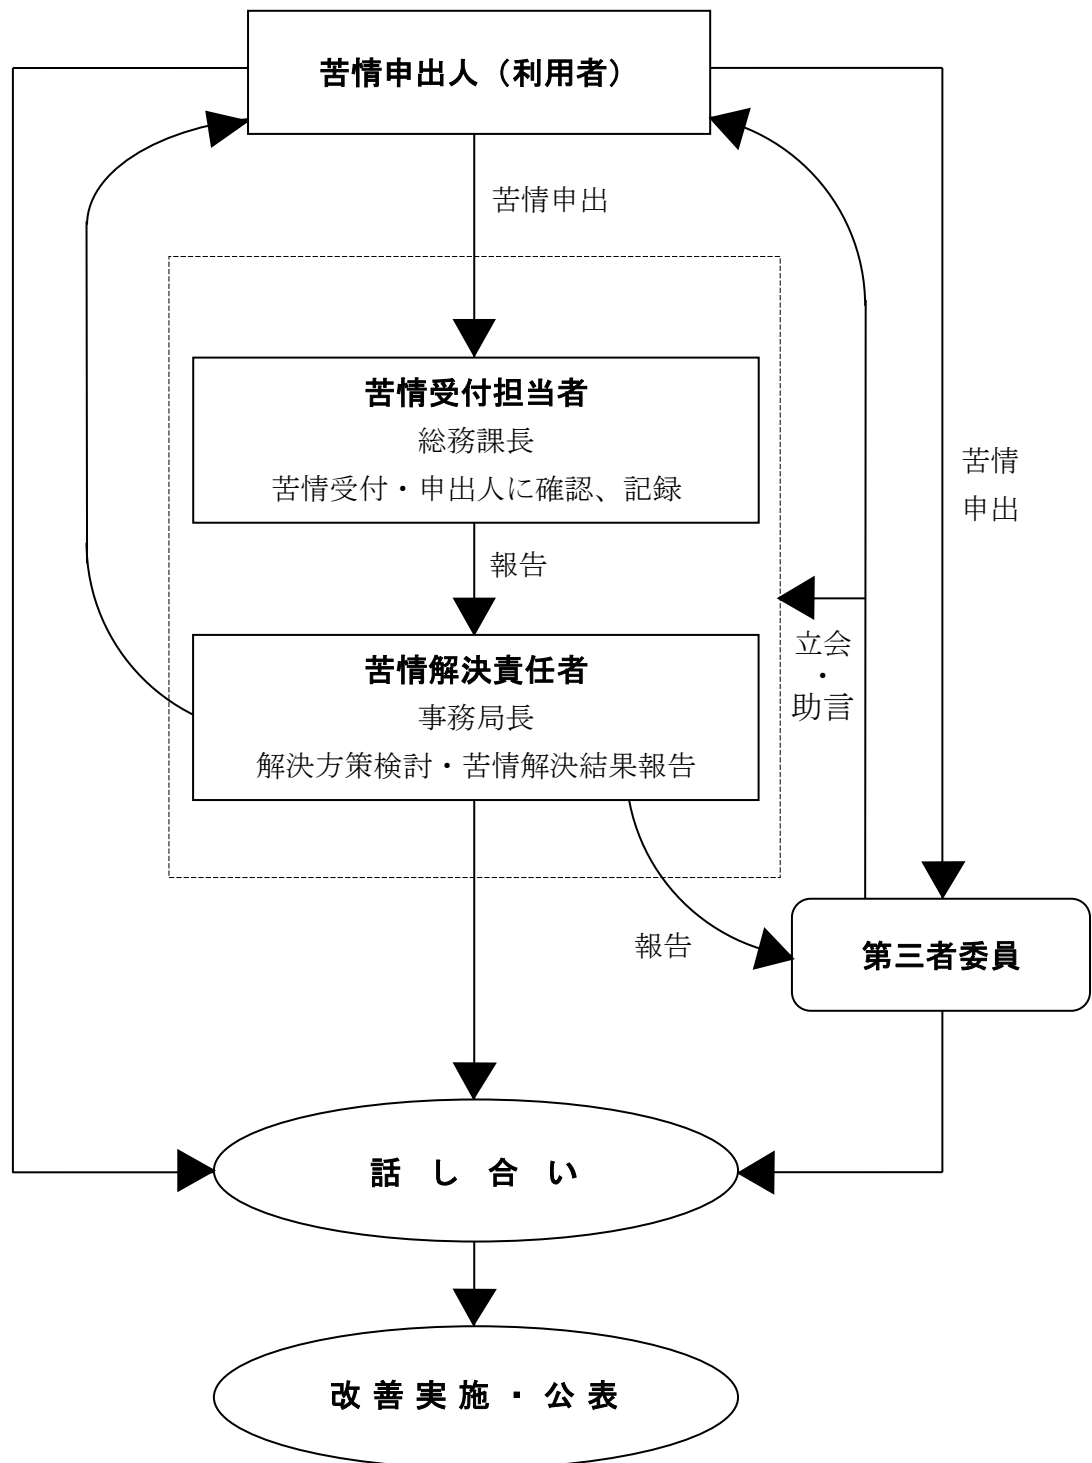 苦情申出人（利用者）
苦情申出
苦情受付担当者
総務課長
苦情受付・申出人に確認、記録
苦情
申出
報告
立会
・
助言
苦情解決責任者
事務局長
解決方策検討・苦情解決結果報告
報告
第三者委員
話 し 合 い
改 善 実 施 ・ 公 表